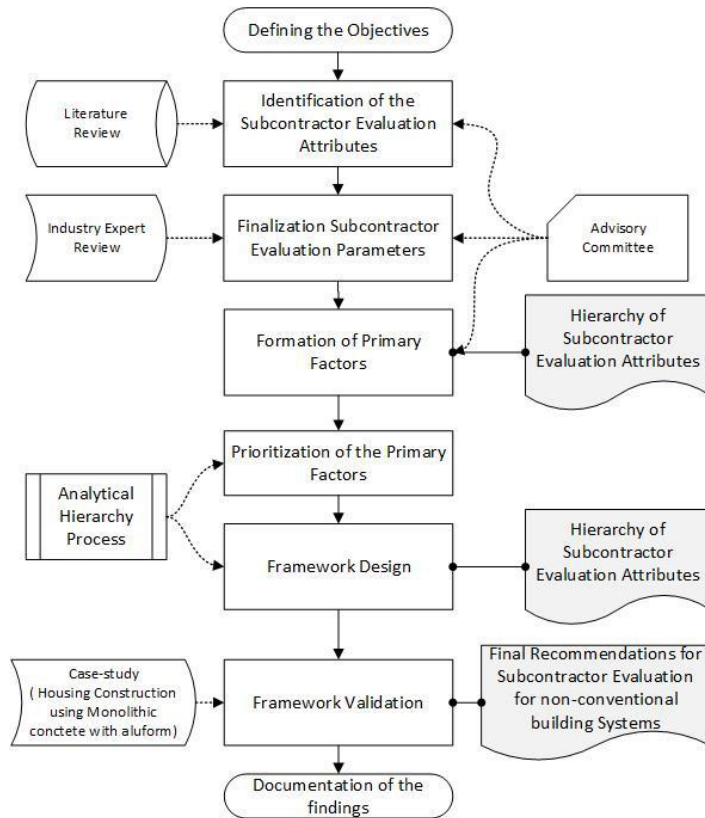 Defining the Objectives
Literature
Review
Identification of the
Subcontractor Evaluation
Attributes
Industry Expert
Review
Finalization Subcontractor
Evaluation Parameters
Advisory
Committee
Formation of Primary
Factors
Hierarchy of
Subcontractor
Evaluation Attributes
Prioritization of the Primary
Factors
Analytical
Hierarchy
Process
Framework Design
Hierarchy of
Subcontractor
Evaluation Attributes
Case-study
( Housing Construction
using Monolithic
conctete with aluform)
Framework Validation
Final Recommendations for
Subcontractor Evaluation
for non-conventional
building Systems
Documentation of the
findings